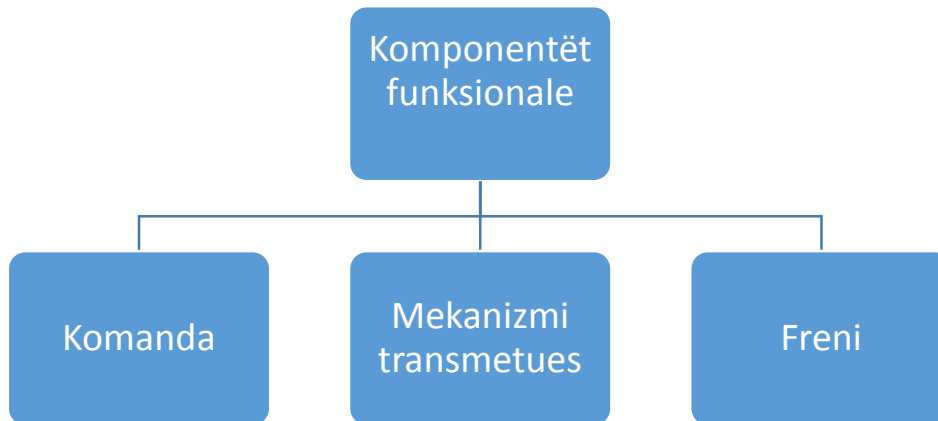 Komponentët
funksionale
Komanda
Mekanizmi
transmetues
Freni